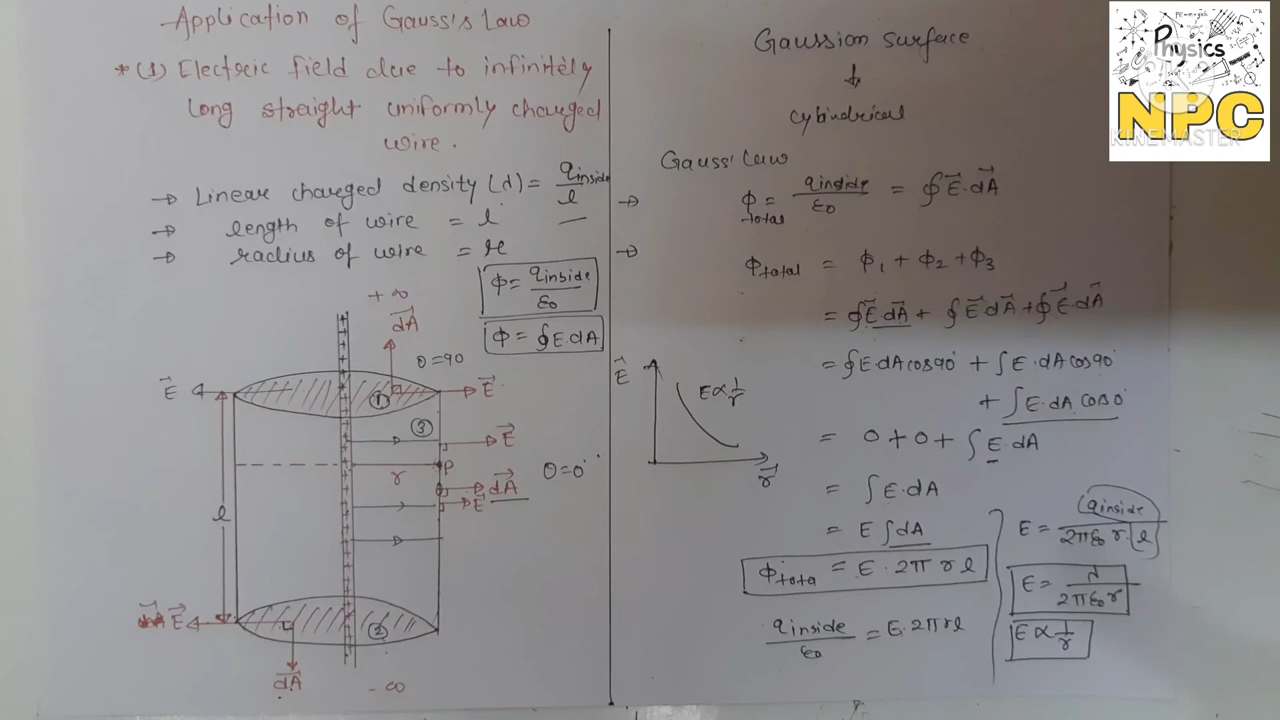 Application of Gauss's Law
*(1) Electric field due to infinitely
long straight uniformly charged
wire.
→ Linear charged density (λ) = qinside / l
→ length of wire = l —
→ radius of wire = r
Φ = qinside / ε0
Φ = ∮E.dA
+∞
dA
θ=90
E
E
①
③
E
P
r
θ=0°
dA
E
l
dA E
②
dA
-∞
Gaussian surface
↓
cylindrical
Gauss' Law
→ Φtotal = qinside / ε0 = ∮E.dA
→ Φtotal = Φ1 + Φ2 + Φ3
= ∮E.dA + ∮E.dA + ∮E.dA
= ∮E.dA cos90° + ∫E.dA cos90°
+ ∫E.dA cos0°
= 0 + 0 + ∫E.dA
= ∫E.dA
= E∫dA
Φtota = E.2πrl
qinside / ε0 = E.2πrl
E
E∝1/r
r
E = qinside / 2πε0 r.l
E = λ / 2πε0r
E ∝ 1/r
Physics
NPC
KINEMASTER